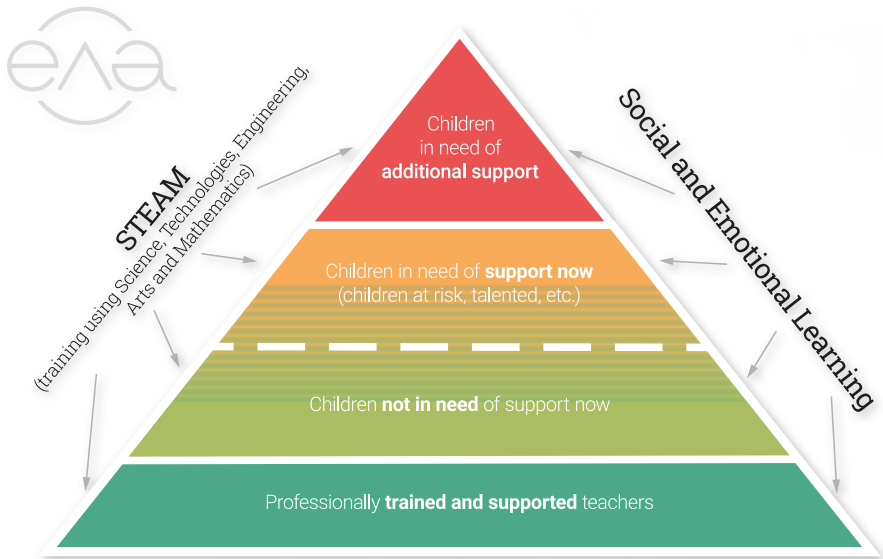 eλa
STEAM
(training using Science, Technologies, Engineering,
Arts and Mathematics)
Social and Emotional Learning
Children
in need of
additional support
Children in need of support now
(children at risk, talented, etc.)
Children not in need of support now
Professionally trained and supported teachers